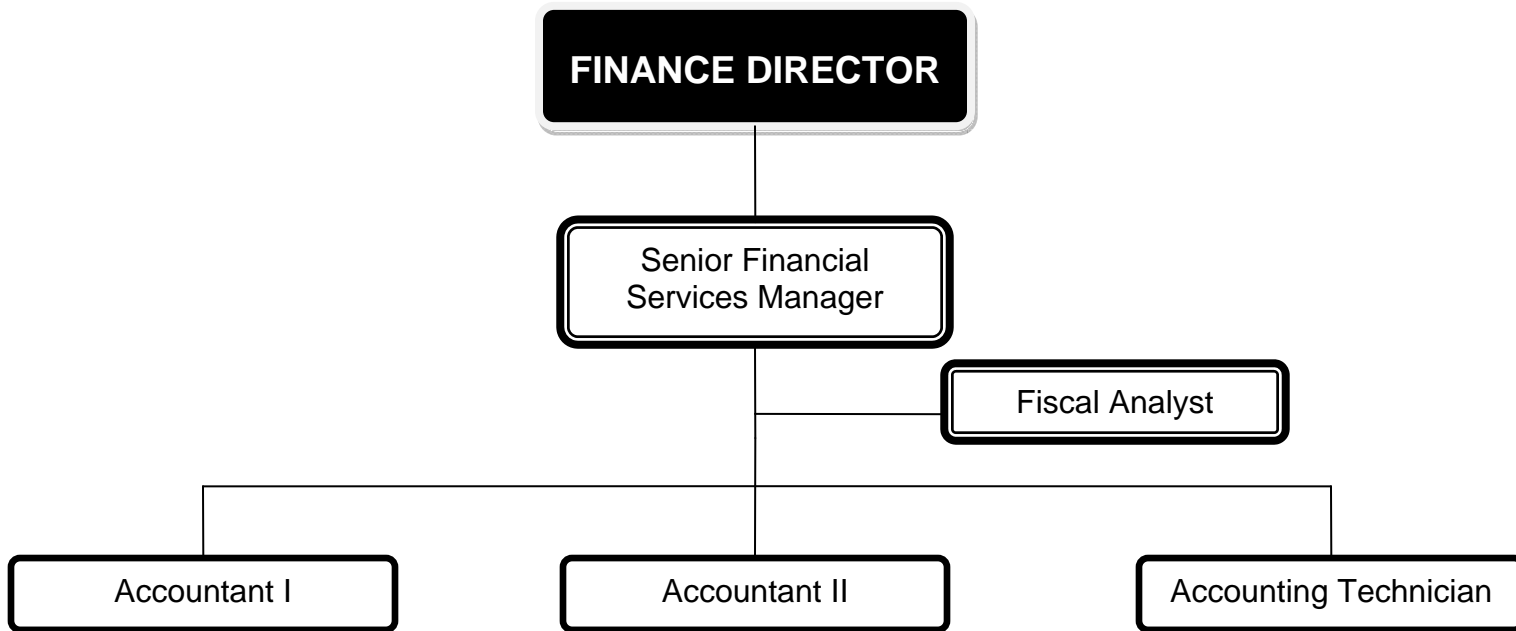 FINANCE DIRECTOR
Senior Financial
Services Manager
Fiscal Analyst
Accountant I
Accountant II
Accounting Technician